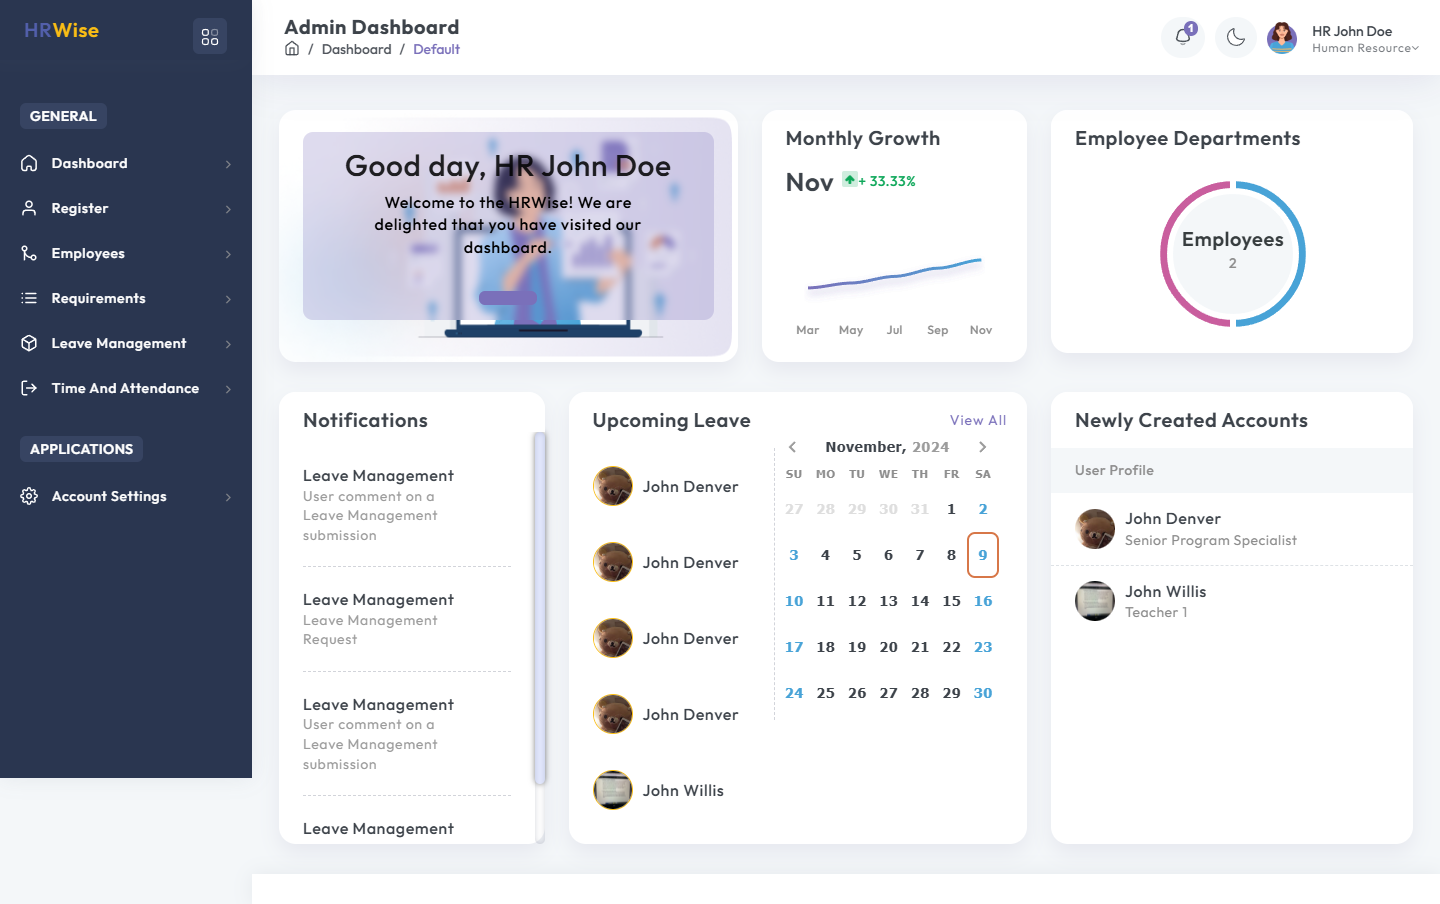 HRWise
GENERAL
Dashboard
Register
Employees
Requirements
Leave Management
Time And Attendance
APPLICATIONS
Account Settings
Admin Dashboard
/ Dashboard / Default
1
HR John Doe
Human Resource
Good day, HR John Doe
Welcome to the HRWise! We are
delighted that you have visited our
dashboard.
Monthly Growth
Nov + 33.33%
Mar May Jul Sep Nov
Employee Departments
Employees
2
Notifications
Leave Management
User comment on a
Leave Management
submission
Leave Management
Leave Management
Request
Leave Management
User comment on a
Leave Management
submission
Leave Management
Upcoming Leave
View All
John Denver
John Denver
John Denver
John Denver
John Willis
November, 2024
SU MO TU WE TH FR SA
27 28 29 30 31 1 2
3 4 5 6 7 8 9
10 11 12 13 14 15 16
17 18 19 20 21 22 23
24 25 26 27 28 29 30
Newly Created Accounts
User Profile
John Denver
Senior Program Specialist
John Willis
Teacher 1